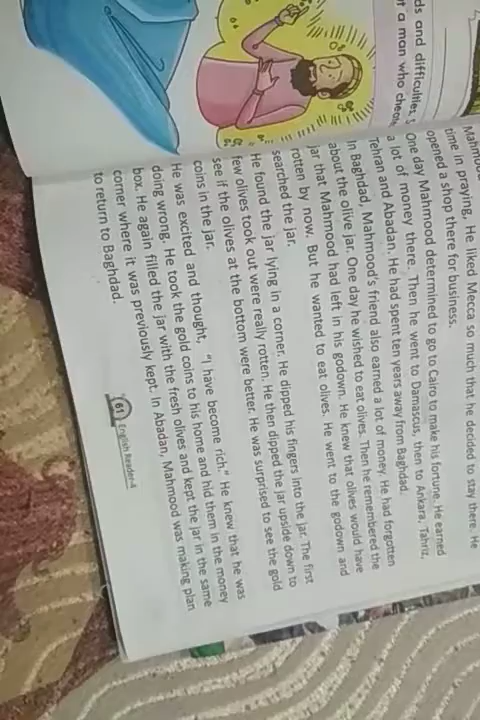 ds and difficulties.
t a man who
time in praying. He liked Mecca so much that he decided to stay there. He
opened a shop there for business.
One day Mahmood determined to go to Cairo to make his fortune. He earned
a lot of money there. Then he went to Damascus, then to Ankara, Tahriz,
Tehran and Abadan. He had spent ten years away from Baghdad.
In Baghdad, Mahmood's friend also earned a lot of money. He had forgotten
about the olive jar. One day he wished to eat olives. Then he remembered the
jar that Mahmood had left in his godown. He knew that olives would have
rotten by now. But he wanted to eat olives. He went to the godown and
searched the jar.
He found the jar lying in a corner. He dipped his fingers into the jar. The first
few olives took out were really rotten. He then dipped the jar upside down to
see if the olives at the bottom were better. He was surprised to see the gold
coins in the jar.
He was excited and thought, "I have become rich." He knew that he was
doing wrong. He took the gold coins to his home and hid them in the money
box. He again filled the jar with the fresh olives and kept the jar in the same
corner where it was previously kept. In Abadan, Mahmood was making plan
to return to Baghdad.
61 English Reader-4